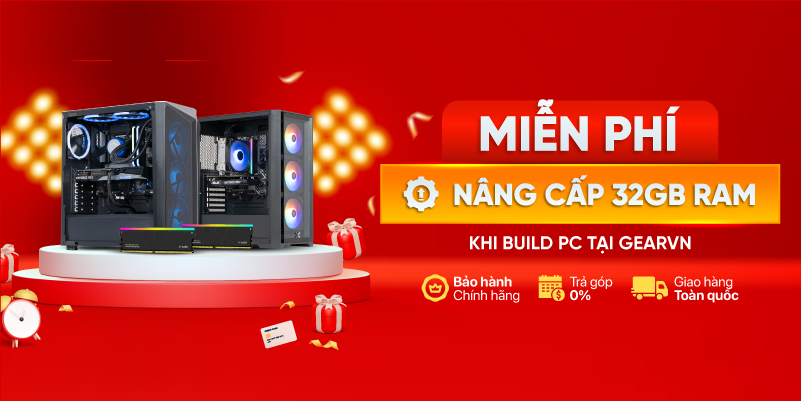 MIỄN PHÍ
NÂNG CẤP 32GB RAM
KHI BUILD PC TẠI GEARVN
Bảo hành
Chính hãng
Trả góp
0%
Giao hàng
Toàn quốc